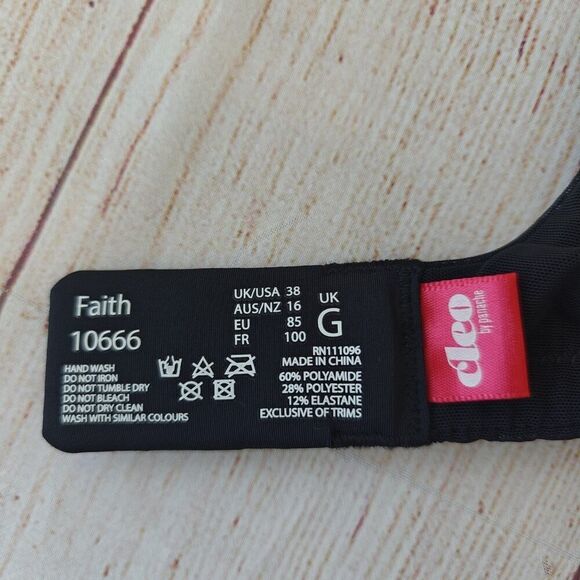 Faith
10666
HAND WASH
DO NOT IRON
DO NOT TUMBLE DRY
DO NOT BLEACH
DO NOT DRY CLEAN
WASH WITH SIMILAR COLOURS
UK/USA 38
AUS/NZ 16
EU 85
FR 100
UK
G
RN111096
MADE IN CHINA
60% POLYAMIDE
28% POLYESTER
12% ELASTANE
EXCLUSIVE OF TRIMS
cleo
by panache